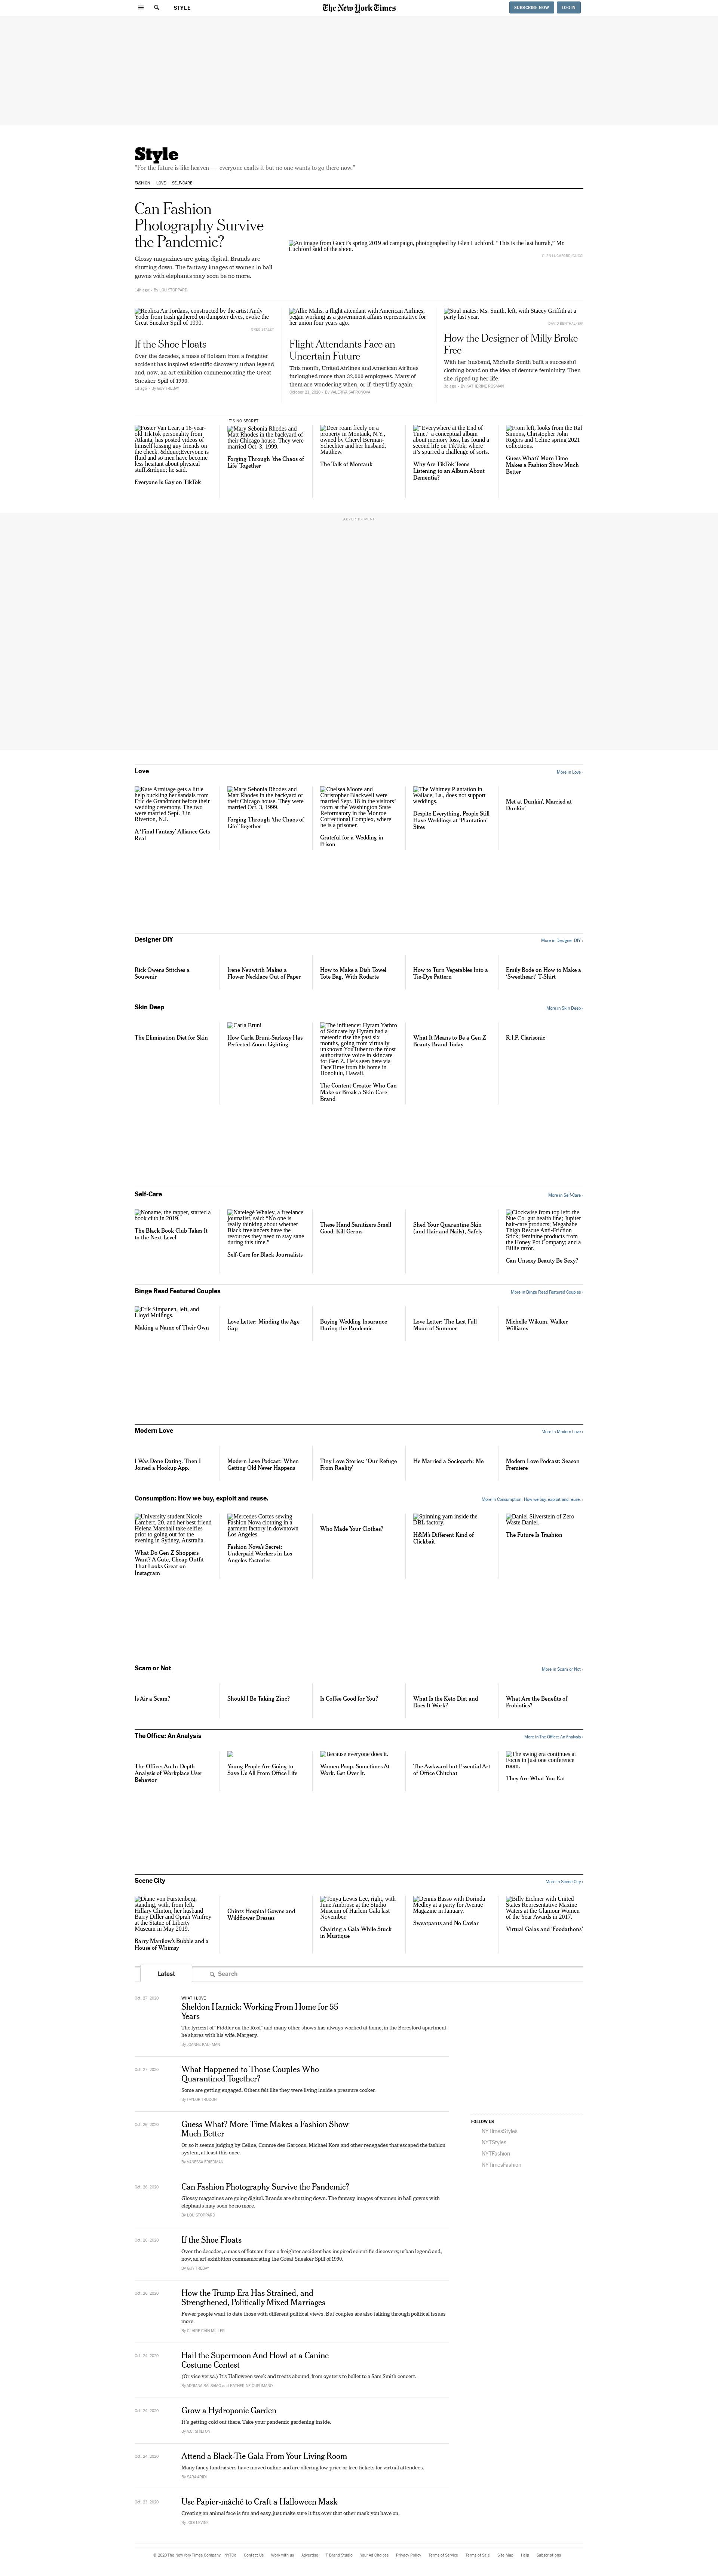 STYLE
The New York Times
SUBSCRIBE NOW
LOG IN
Style
"For the future is like heaven — everyone exalts it but no one wants to go there now."
FASHION
LOVE
SELF-CARE
Can Fashion
Photography Survive
the Pandemic?
Glossy magazines are going digital. Brands are
shutting down. The fantasy images of women in ball
gowns with elephants may soon be no more.
14h ago · By LOU STOPPARD
An image from Gucci's spring 2019 ad campaign, photographed by Glen Luchford. "This is the last hurrah," Mr.
Luchford said of the shoot.
GLEN LUCHFORD/GUCCI
Replica Air Jordans, constructed by the artist Andy
Yoder from trash gathered on dumpster dives, evoke the
Great Sneaker Spill of 1990.
GREG STALEY
If the Shoe Floats
Over the decades, a mass of flotsam from a freighter
accident has inspired scientific discovery, urban legend
and, now, an art exhibition commemorating the Great
Sneaker Spill of 1990.
1d ago · By GUY TREBAY
Allie Malis, a flight attendant with American Airlines,
began working as a government affairs representative for
her union four years ago.
Flight Attendants Face an
Uncertain Future
This month, United Airlines and American Airlines
furloughed more than 32,000 employees. Many of
them are wondering when, or if, they'll fly again.
October 21, 2020 · By VALERIYA SAFRONOVA
Soul mates: Ms. Smith, left, with Stacey Griffith at a
party last year.
How the Designer of Milly Broke
Free
With her husband, Michelle Smith built a successful
clothing brand on the idea of demure femininity. Then
she ripped up her life.
5d ago · By KATHERINE ROSMAN
Foster Van Lear, a 16-year-
old TikTok personality from
Atlanta, has posted videos of
himself kissing guy friends on
the cheek. &ldquo;Everyone is
fluid and so men have become
less hesitant about physical
stuff,&rdquo; he said.
Everyone Is Gay on TikTok
IT'S NO SECRET
Mary Sebonia Rhodes and
Matt Rhodes in the backyard of
their Chicago house. They were
married Oct. 3, 1999.
Forging Through 'the Chaos of
Life' Together
Deer roam freely on a
property in Montauk, N.Y.,
owned by Cheryl Berman-
Schechter and her husband,
Matthew.
The Talk of Montauk
"Everywhere at the End of
Time," a conceptual album
about memory loss, has found a
second life on TikTok, where
it's spurred a challenge of sorts.
Why Are TikTok Teens
Listening to an Album About
Dementia?
From left, looks from the Raf
Simons, Christopher John
Rogers and Celine spring 2021
collections.
Guess What? More Time
Makes a Fashion Show Much
Better
ADVERTISEMENT
Love
More in Love ›
Kate Armitage gets a little
help buckling her sandals from
Eric de Grandmont before their
wedding ceremony. The two
were married Sept. 3 in
Riverton, N.J.
A 'Final Fantasy' Alliance Gets
Real
Mary Sebonia Rhodes and
Matt Rhodes in the backyard of
their Chicago house. They were
married Oct. 3, 1999.
Forging Through 'the Chaos of
Life' Together
Chelsea Moore and
Christopher Blackwell were
married Sept. 18 in the visitors'
room at the Washington State
Reformatory in the Monroe
Correctional Complex, where
he is a prisoner.
Grateful for a Wedding in
Prison
The Whitney Plantation in
Wallace, La., does not support
weddings.
Despite Everything, People Still
Have Weddings at 'Plantation'
Sites
Met at Dunkin', Married at
Dunkin'
Designer DIY
More in Designer DIY ›
Rick Owens Stitches a
Souvenir
Irene Neuwirth Makes a
Flower Necklace Out of Paper
How to Make a Dish Towel
Tote Bag, With Rodarte
How to Turn Vegetables Into a
Tie-Dye Pattern
Emily Bode on How to Make a
'Sweetheart' T-Shirt
Skin Deep
More in Skin Deep ›
The Elimination Diet for Skin
Carla Bruni
How Carla Bruni-Sarkozy Has
Perfected Zoom Lighting
The influencer Hyram Yarbro
of Skincare by Hyram had a
meteoric rise the past six
months, going from virtually
unknown YouTuber to the most
authoritative voice in skincare
for Gen Z. He's seen here via
FaceTime from his home in
Honolulu, Hawaii.
The Content Creator Who Can
Make or Break a Skin Care
Brand
What It Means to Be a Gen Z
Beauty Brand Today
R.I.P. Clarisonic
Self-Care
More in Self-Care ›
Noname, the rapper, started a
book club in 2019.
The Black Book Club Takes It
to the Next Level
Natelegé Whaley, a freelance
journalist, said: "No one is
really thinking about whether
Black freelancers have the
resources they need to stay sane
during this time."
Self-Care for Black Journalists
These Hand Sanitizers Smell
Good, Kill Germs
Shed Your Quarantine Skin
(and Hair and Nails), Safely
Clockwise from top left: the
Nue Co. gut health line; Jupiter
hair-care products; Megababe
Thigh Rescue Anti-Friction
Stick; feminine products from
the Honey Pot Company; and a
Billie razor.
Can Unsexy Beauty Be Sexy?
Binge Read Featured Couples
More in Binge Read Featured Couples ›
Erik Simpanen, left, and
Lloyd Mullings.
Making a Name of Their Own
Love Letter: Minding the Age
Gap
Buying Wedding Insurance
During the Pandemic
Love Letter: The Last Full
Moon of Summer
Michelle Wikum, Walker
Williams
Modern Love
More in Modern Love ›
I Was Done Dating. Then I
Joined a Hookup App.
Modern Love Podcast: When
Getting Old Never Happens
Tiny Love Stories: 'Our Refuge
From Reality'
He Married a Sociopath: Me
Modern Love Podcast: Season
Premiere
Consumption: How we buy, exploit and reuse.
More in Consumption: How we buy, exploit and reuse. ›
University student Nicole
Lambert, 20, and her best friend
Helena Marshall take selfies
prior to going out for the
evening in Sydney, Australia.
What Do Gen Z Shoppers
Want? A Cute, Cheap Outfit
That Looks Great on
Instagram
Mercedes Cortes sewing
Fashion Nova clothing in a
garment factory in downtown
Los Angeles.
Fashion Nova's Secret:
Underpaid Workers in Los
Angeles Factories
Who Made Your Clothes?
Spinning yarn inside the
DBL factory.
H&M's Different Kind of
Clickbait
Daniel Silverstein of Zero
Waste Daniel.
The Future Is Trashion
Scam or Not
More in Scam or Not ›
Is Air a Scam?
Should I Be Taking Zinc?
Is Coffee Good for You?
What Is the Keto Diet and
Does It Work?
What Are the Benefits of
Probiotics?
The Office: An Analysis
More in The Office: An Analysis ›
The Office: An In-Depth
Analysis of Workplace User
Behavior
Young People Are Going to
Save Us All From Office Life
Because everyone does it.
Women Poop. Sometimes At
Work. Get Over It.
The Awkward but Essential Art
of Office Chitchat
The swing era continues at
Focus in just one conference
room.
They Are What You Eat
Scene City
More in Scene City ›
Diane von Furstenberg,
standing, with, from left,
Hillary Clinton, her husband
Barry Diller and Oprah Winfrey
at the Statue of Liberty
Museum in May 2019.
Barry Manilow's Bubble and a
House of Whimsy
Chintz Hospital Gowns and
Wildflower Dresses
Tonya Lewis Lee, right, with
June Ambrose at the Studio
Museum of Harlem Gala last
November.
Chairing a Gala While Stuck
in Mustique
Dennis Basso with Dorinda
Medley at a party for Avenue
Magazine in January.
Sweatpants and No Caviar
Billy Eichner with United
States Representative Maxine
Waters at the Glamour Women
of the Year Awards in 2017.
Virtual Galas and 'Foodathons'
Latest
Search
Oct. 27, 2020
WHAT I LOVE
Sheldon Harnick: Working From Home for 55
Years
The lyricist of "Fiddler on the Roof" and many other shows has always worked at home, in the Beresford apartment
he shares with his wife, Margery.
By JOANNE KAUFMAN
Oct. 27, 2020
What Happened to Those Couples Who
Quarantined Together?
Some are getting engaged. Others felt like they were living inside a pressure cooker.
By TAYLOR TRUDON
Oct. 26, 2020
Guess What? More Time Makes a Fashion Show
Much Better
Or so it seems judging by Celine, Comme des Garçons, Michael Kors and other renegades that escaped the fashion
system, at least this once.
By VANESSA FRIEDMAN
FOLLOW US
NYTimesStyles
NYTStyles
NYTFashion
NYTimesFashion
Oct. 26, 2020
Can Fashion Photography Survive the Pandemic?
Glossy magazines are going digital. Brands are shutting down. The fantasy images of women in ball gowns with
elephants may soon be no more.
By LOU STOPPARD
Oct. 26, 2020
If the Shoe Floats
Over the decades, a mass of flotsam from a freighter accident has inspired scientific discovery, urban legend and,
now, an art exhibition commemorating the Great Sneaker Spill of 1990.
By GUY TREBAY
Oct. 26, 2020
How the Trump Era Has Strained, and
Strengthened, Politically Mixed Marriages
Fewer people want to date those with different political views. But couples are also talking through political issues
more.
By CLAIRE CAIN MILLER
Oct. 24, 2020
Hail the Supermoon And Howl at a Canine
Costume Contest
(Or vice versa.) It's Halloween week and treats abound, from oysters to ballet to a Sam Smith concert.
By ADRIANA BALSAMO and KATHERINE CUSUMANO
Oct. 24, 2020
Grow a Hydroponic Garden
It's getting cold out there. Take your pandemic gardening inside.
By A.C. SHILTON
Oct. 24, 2020
Attend a Black-Tie Gala From Your Living Room
Many fancy fundraisers have moved online and are offering low-price or free tickets for virtual attendees.
By SARA ARIDI
Oct. 23, 2020
Use Papier-mâché to Craft a Halloween Mask
Creating an animal face is fun and easy, just make sure it fits over that other mask you have on.
By JUDI LEVINE
© 2020 The New York Times Company
NYTCo
Contact Us
Work with us
Advertise
T Brand Studio
Your Ad Choices
Privacy Policy
Terms of Service
Terms of Sale
Site Map
Help
Subscriptions